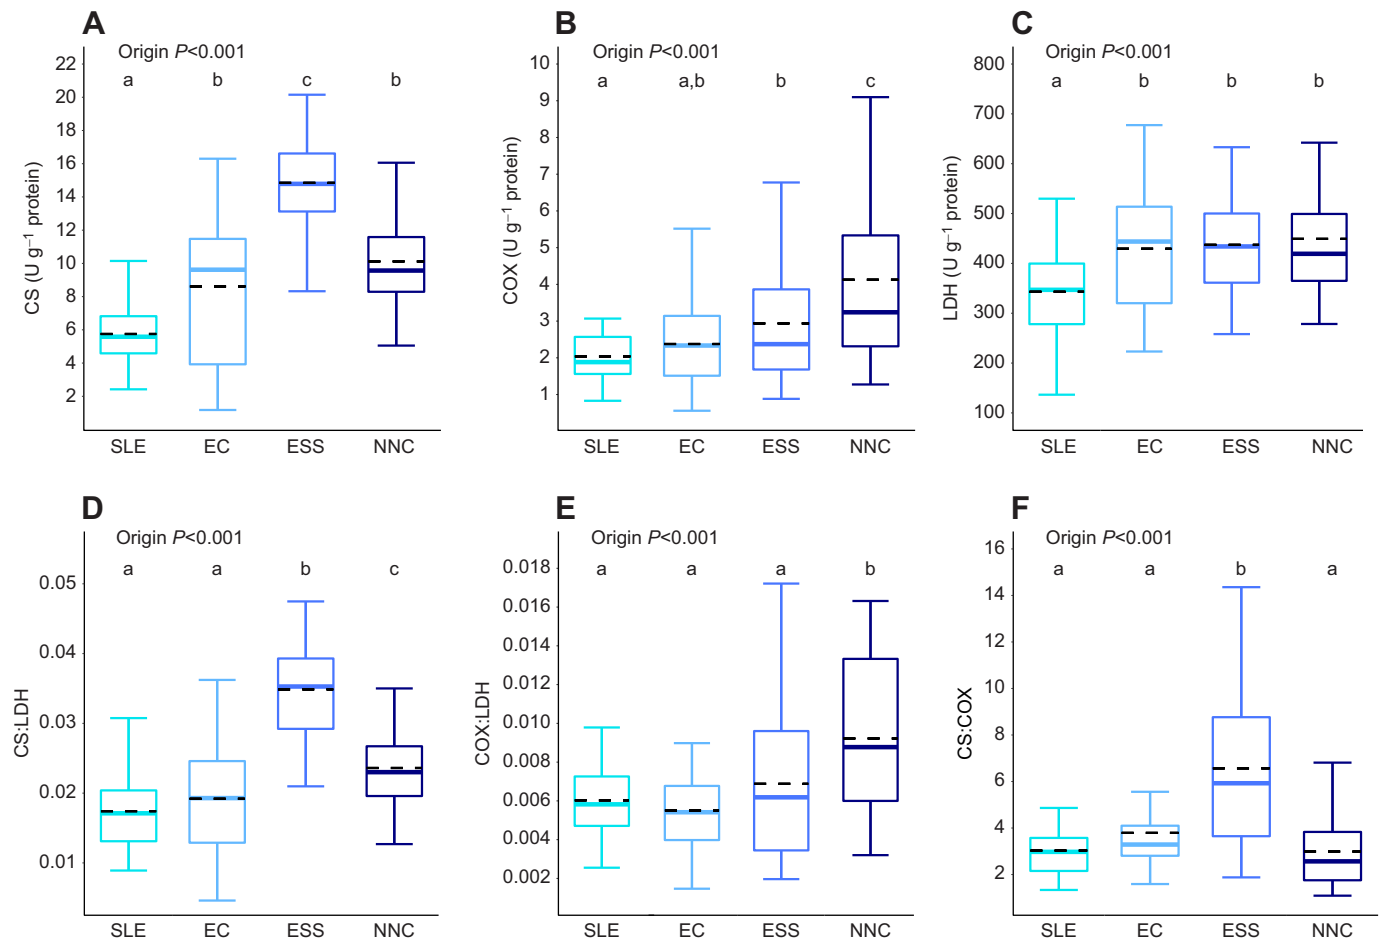 A
Origin P<0.001
a b c b
CS (U g⁻¹ protein)
22
20
18
16
14
12
10
8
6
4
2
SLE EC ESS NNC
B
Origin P<0.001
a a,b b c
COX (U g⁻¹ protein)
10
9
8
7
6
5
4
3
2
1
SLE EC ESS NNC
C
Origin P<0.001
a b b b
LDH (U g⁻¹ protein)
800
700
600
500
400
300
200
100
SLE EC ESS NNC
D
Origin P<0.001
a a b c
CS:LDH
0.05
0.04
0.03
0.02
0.01
SLE EC ESS NNC
E
Origin P<0.001
a a a b
COX:LDH
0.018
0.016
0.014
0.012
0.010
0.008
0.006
0.004
0.002
SLE EC ESS NNC
F
Origin P<0.001
a a b a
CS:COX
16
14
12
10
8
6
4
2
SLE EC ESS NNC